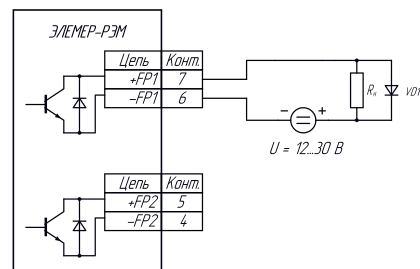 ЭЛЕМЕР-РЭМ
Цепь Конт.
+FP1 7
−FP1 6
Rн VD1
− +
U = 12...30 В
Цепь Конт.
+FP2 5
−FP2 4